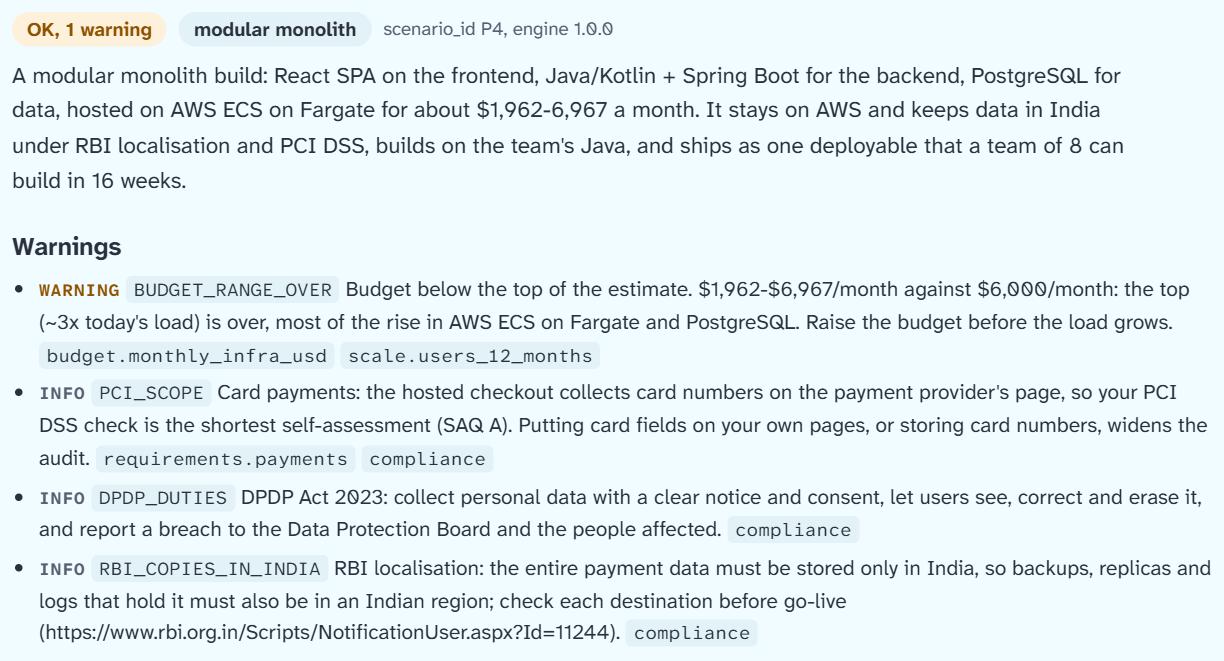 OK, 1 warning modular monolith scenario_id P4, engine 1.0.0
A modular monolith build: React SPA on the frontend, Java/Kotlin + Spring Boot for the backend, PostgreSQL for
data, hosted on AWS ECS on Fargate for about $1,962-6,967 a month. It stays on AWS and keeps data in India
under RBI localisation and PCI DSS, builds on the team's Java, and ships as one deployable that a team of 8 can
build in 16 weeks.
Warnings
• WARNING BUDGET_RANGE_OVER Budget below the top of the estimate. $1,962-$6,967/month against $6,000/month: the top
(~3x today's load) is over, most of the rise in AWS ECS on Fargate and PostgreSQL. Raise the budget before the load grows.
budget.monthly_infra_usd scale.users_12_months
• INFO PCI_SCOPE Card payments: the hosted checkout collects card numbers on the payment provider's page, so your PCI
DSS check is the shortest self-assessment (SAQ A). Putting card fields on your own pages, or storing card numbers, widens the
audit. requirements.payments compliance
• INFO DPDP_DUTIES DPDP Act 2023: collect personal data with a clear notice and consent, let users see, correct and erase it,
and report a breach to the Data Protection Board and the people affected. compliance
• INFO RBI_COPIES_IN_INDIA RBI localisation: the entire payment data must be stored only in India, so backups, replicas and
logs that hold it must also be in an Indian region; check each destination before go-live
(https://www.rbi.org.in/Scripts/NotificationUser.aspx?Id=11244). compliance